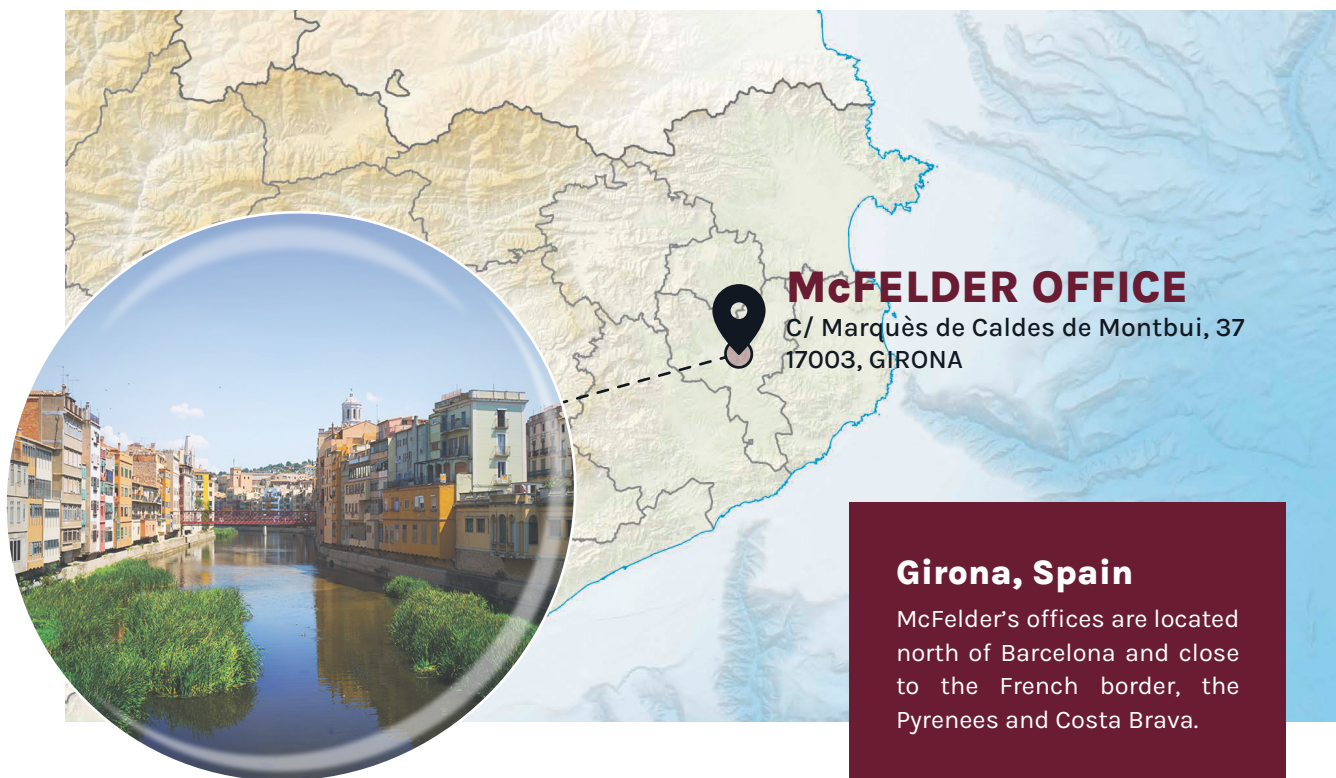 McFELDER OFFICE
C/ Marquès de Caldes de Montbui, 37
17003, GIRONA
Girona, Spain
McFelder’s offices are located
north of Barcelona and close
to the French border, the
Pyrenees and Costa Brava.